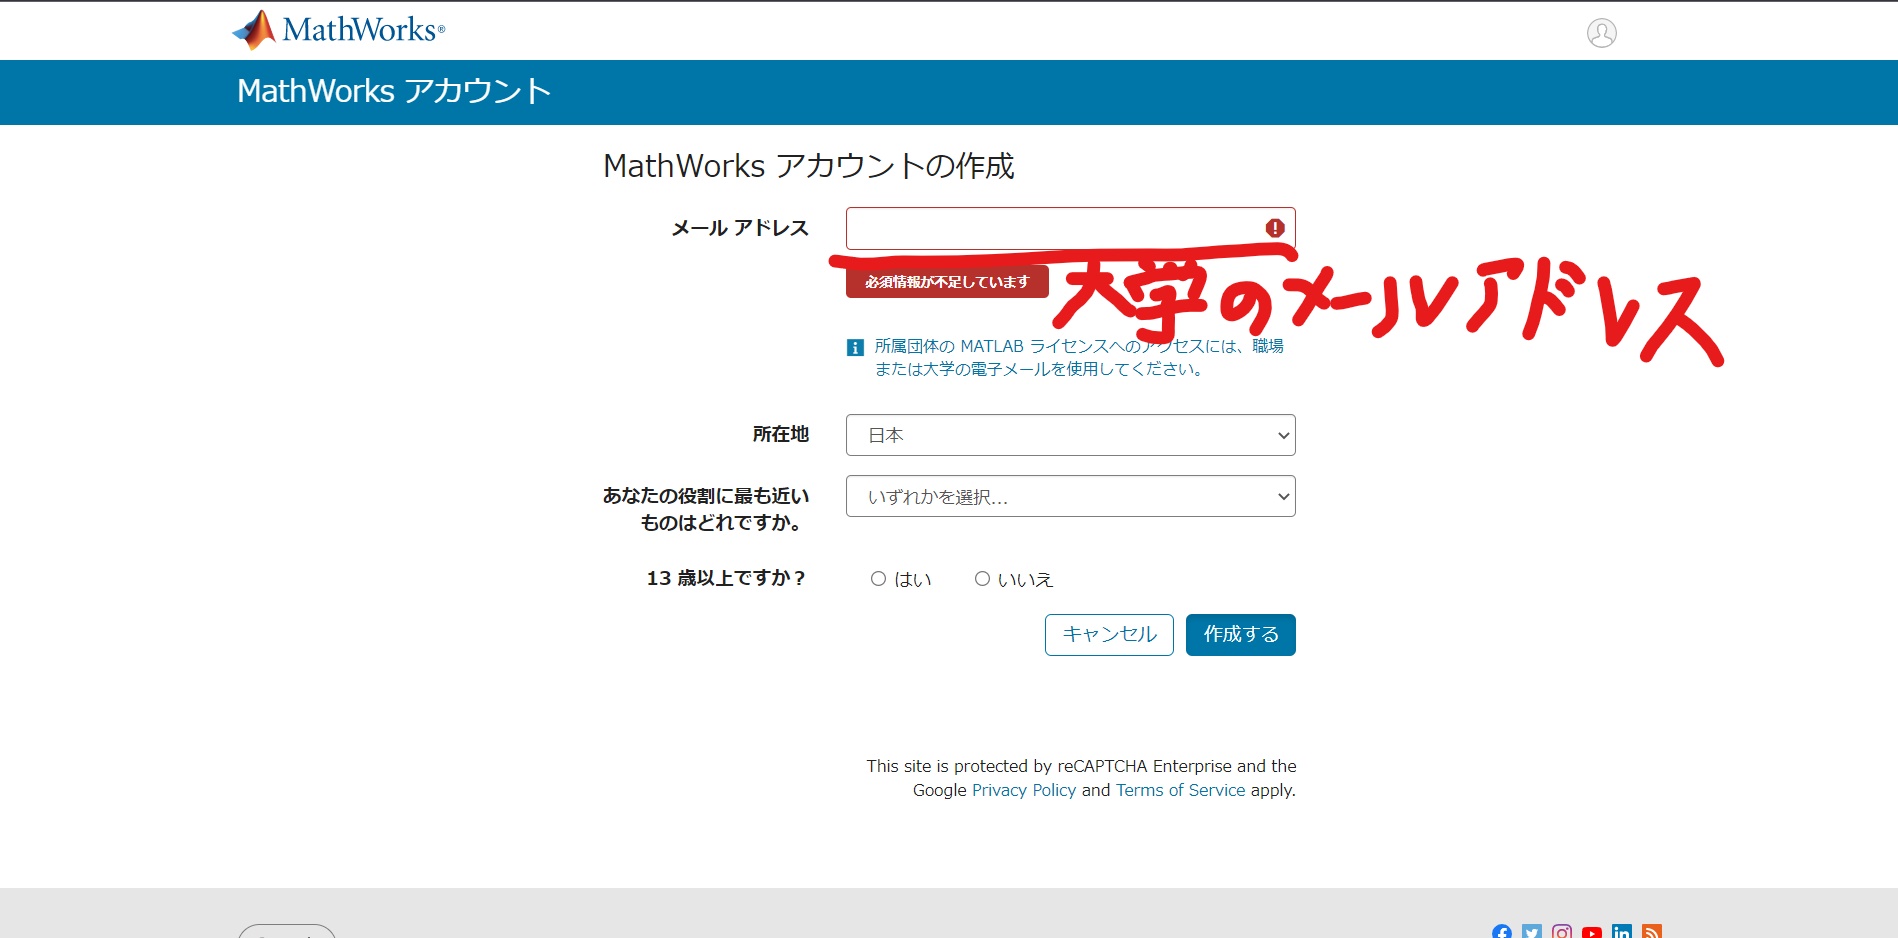 MathWorks®
MathWorks アカウント
MathWorks アカウントの作成
メール アドレス
必須情報が不足しています
大学のメールアドレス
所属団体の MATLAB ライセンスへのアクセスには、職場
または大学の電子メールを使用してください。
所在地
日本
あなたの役割に最も近い
ものはどれですか。
いずれかを選択...
13 歳以上ですか？
はい
いいえ
キャンセル
作成する
This site is protected by reCAPTCHA Enterprise and the
Google Privacy Policy and Terms of Service apply.